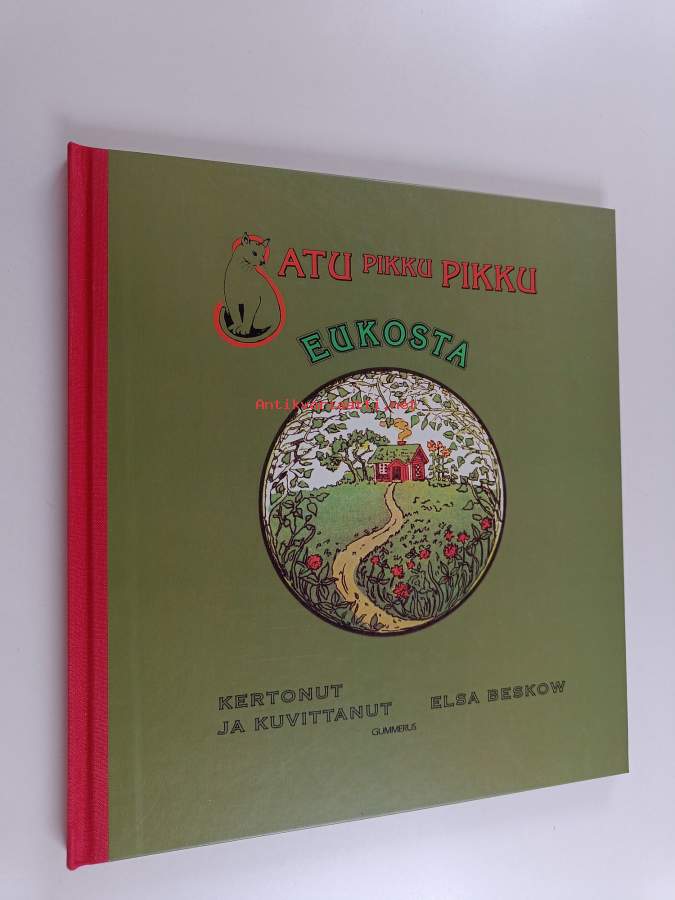 SATU PIKKU PIKKU
EUKOSTA
Antikvariaatti.net
KERTONUT
JA KUVITTANUT ELSA BESKOW
GUMMERUS